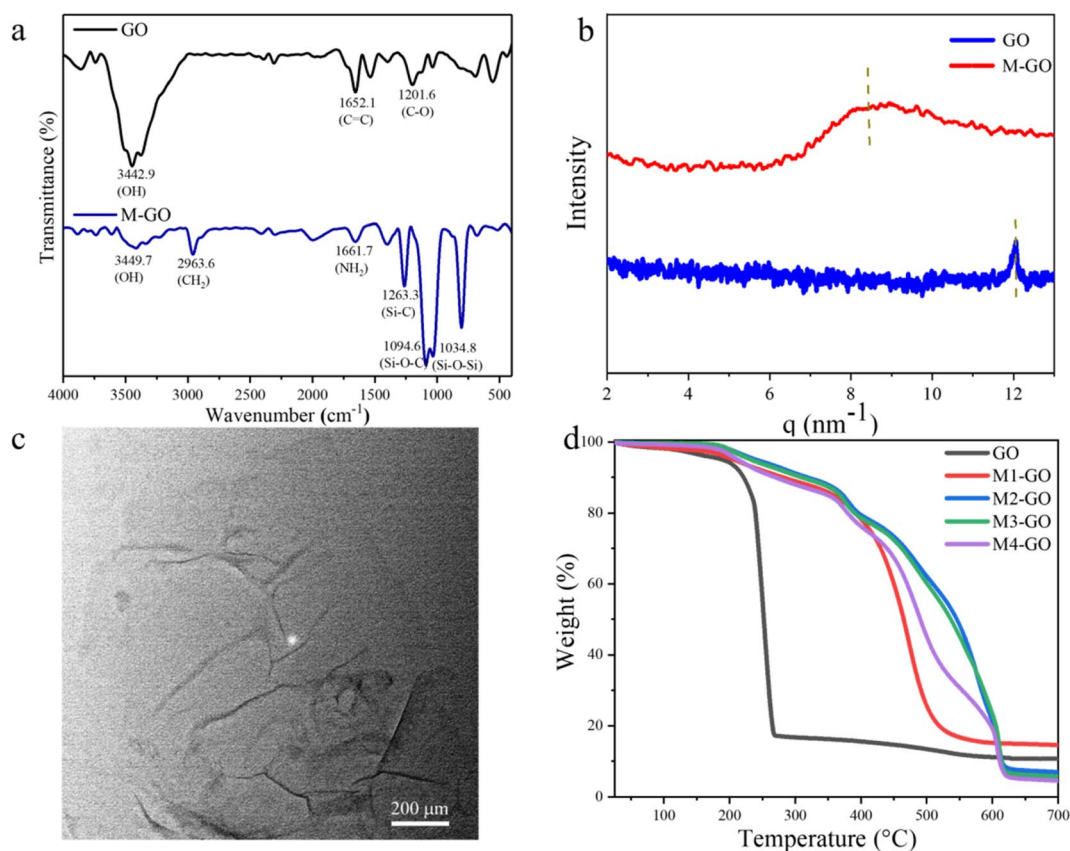 a
GO
3442.9
(OH)
1652.1
(C=C)
1201.6
(C-O)
M-GO
3449.7
(OH)
2963.6
(CH₂)
1661.7
(NH₂)
1263.3
(Si-C)
1094.6
(Si-O-C)
1034.8
(Si-O-Si)
Transmittance (%)
4000 3500 3000 2500 2000 1500 1000 500
Wavenumber (cm⁻¹)
b
GO
M-GO
Intensity
2 4 6 8 10 12
q (nm⁻¹)
c
200 μm
d
GO
M1-GO
M2-GO
M3-GO
M4-GO
Weight (%)
100
80
60
40
20
0
100 200 300 400 500 600 700
Temperature (°C)